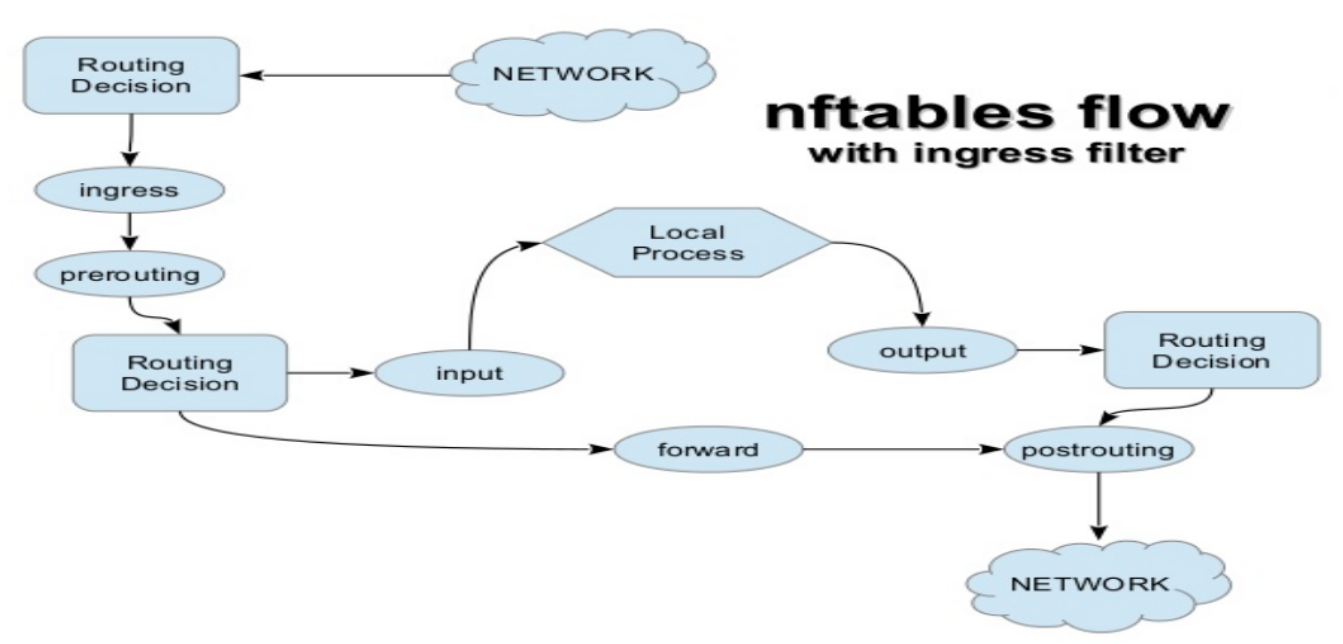 Routing
Decision
NETWORK
nftables flow
with ingress filter
ingress
prerouting
Local
Process
Routing
Decision
input
output
Routing
Decision
forward
postrouting
NETWORK